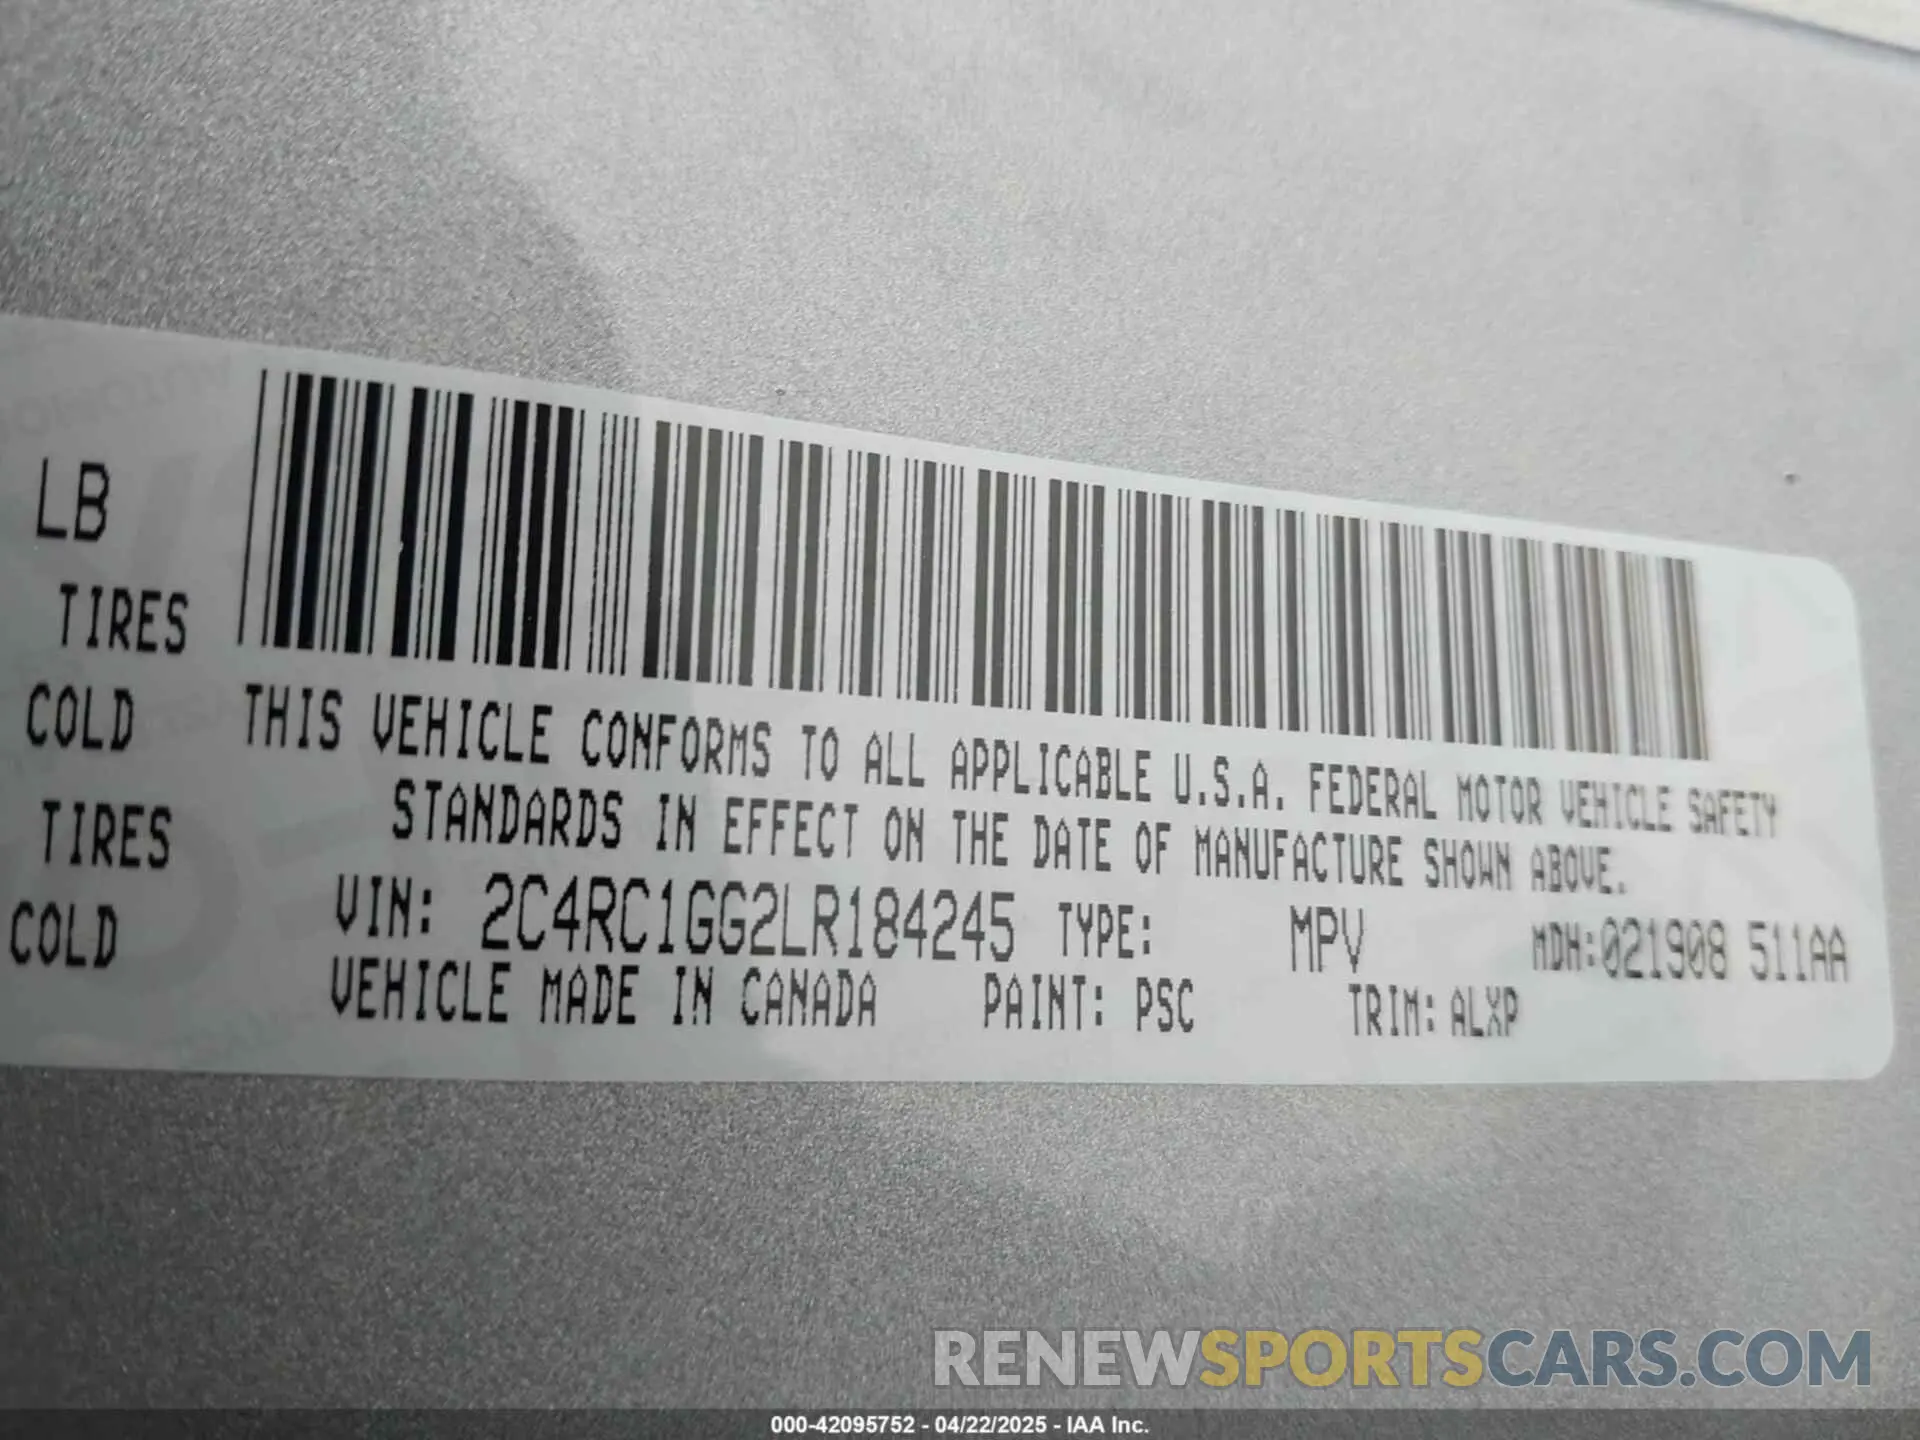 LB
TIRES
COLD
TIRES
COLD
THIS VEHICLE CONFORMS TO ALL APPLICABLE U.S.A. FEDERAL MOTOR VEHICLE SAFETY
STANDARDS IN EFFECT ON THE DATE OF MANUFACTURE SHOWN ABOVE.
VIN: 2C4RC1GG2LR184245 TYPE: MPV MDH:021908 511AA
VEHICLE MADE IN CANADA PAINT: PSC TRIM: ALXP
RENEWSPORTSCARS.COM
000-42095752 - 04/22/2025 - IAA Inc.